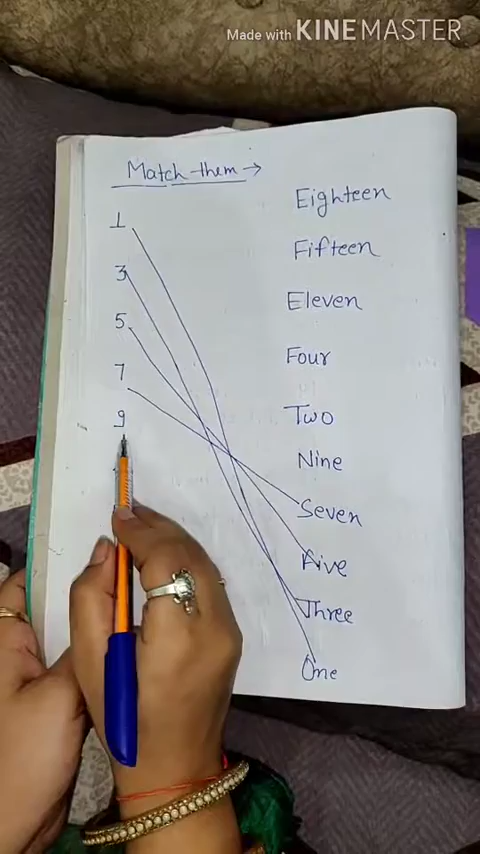 Made with KINEMASTER
Match them →
1
3
5
7
9
Eighteen
Fifteen
Eleven
Four
Two
Nine
Seven
Five
Three
One